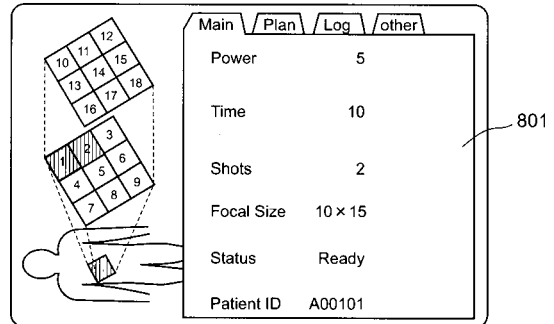 Main Plan Log other
Power 5
Time 10
Shots 2
Focal Size 10 × 15
Status Ready
Patient ID A00101
801
10 11 12
13 14 15
16 17 18
1 2 3
4 5 6
7 8 9